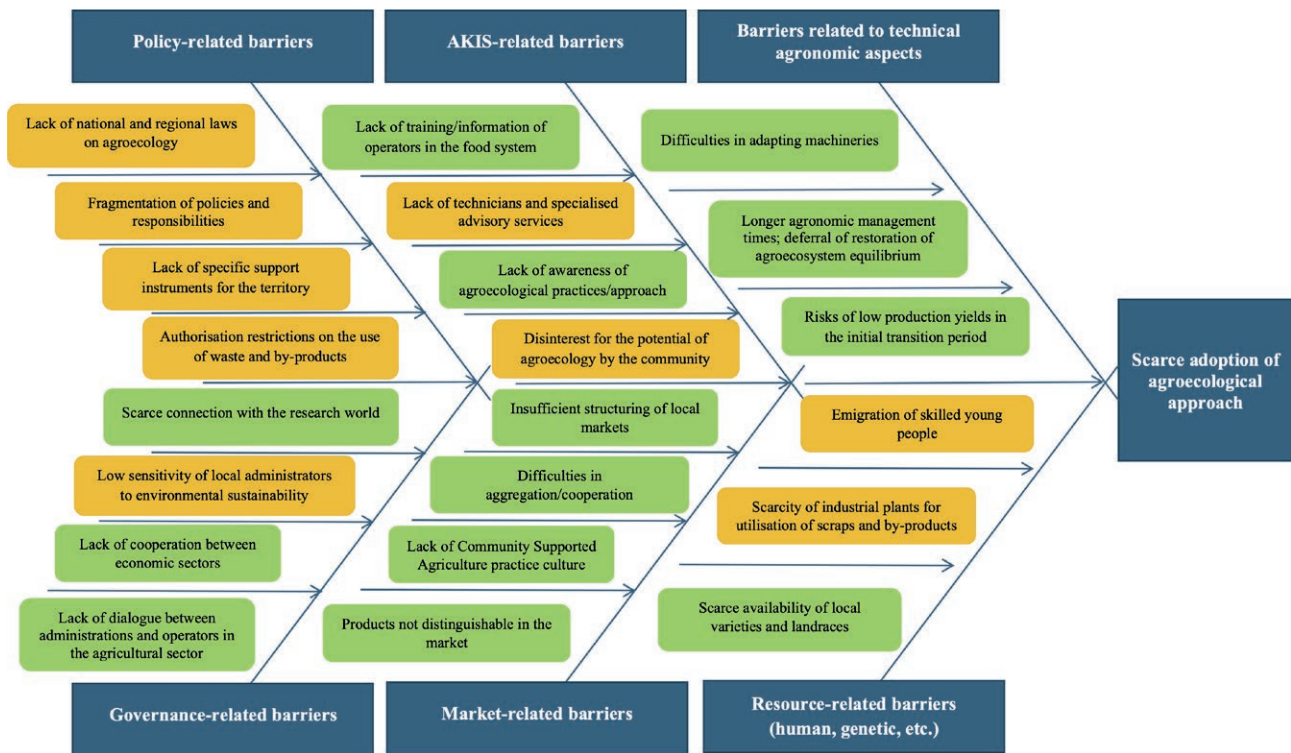 Policy-related barriers
AKIS-related barriers
Barriers related to technical
agronomic aspects
Lack of national and regional laws
on agroecology
Fragmentation of policies and
responsibilities
Lack of specific support
instruments for the territory
Authorisation restrictions on the use
of waste and by-products
Lack of training/information of
operators in the food system
Lack of technicians and specialised
advisory services
Lack of awareness of
agroecological practices/approach
Disinterest for the potential of
agroecology by the community
Difficulties in adapting machineries
Longer agronomic management
times; deferral of restoration of
agroecosystem equilibrium
Risks of low production yields in
the initial transition period
Scarce adoption of
agroecological
approach
Scarce connection with the research
world
Low sensitivity of local administrators
to environmental sustainability
Lack of cooperation between
economic sectors
Lack of dialogue between
administrations and operators in
the agricultural sector
Insufficient structuring of local
markets
Difficulties in
aggregation/cooperation
Lack of Community Supported
Agriculture practice culture
Products not distinguishable in the
market
Emigration of skilled young
people
Scarcity of industrial plants for
utilisation of scraps and by-products
Scarce availability of local
varieties and landraces
Governance-related barriers
Market-related barriers
Resource-related barriers
(human, genetic, etc.)